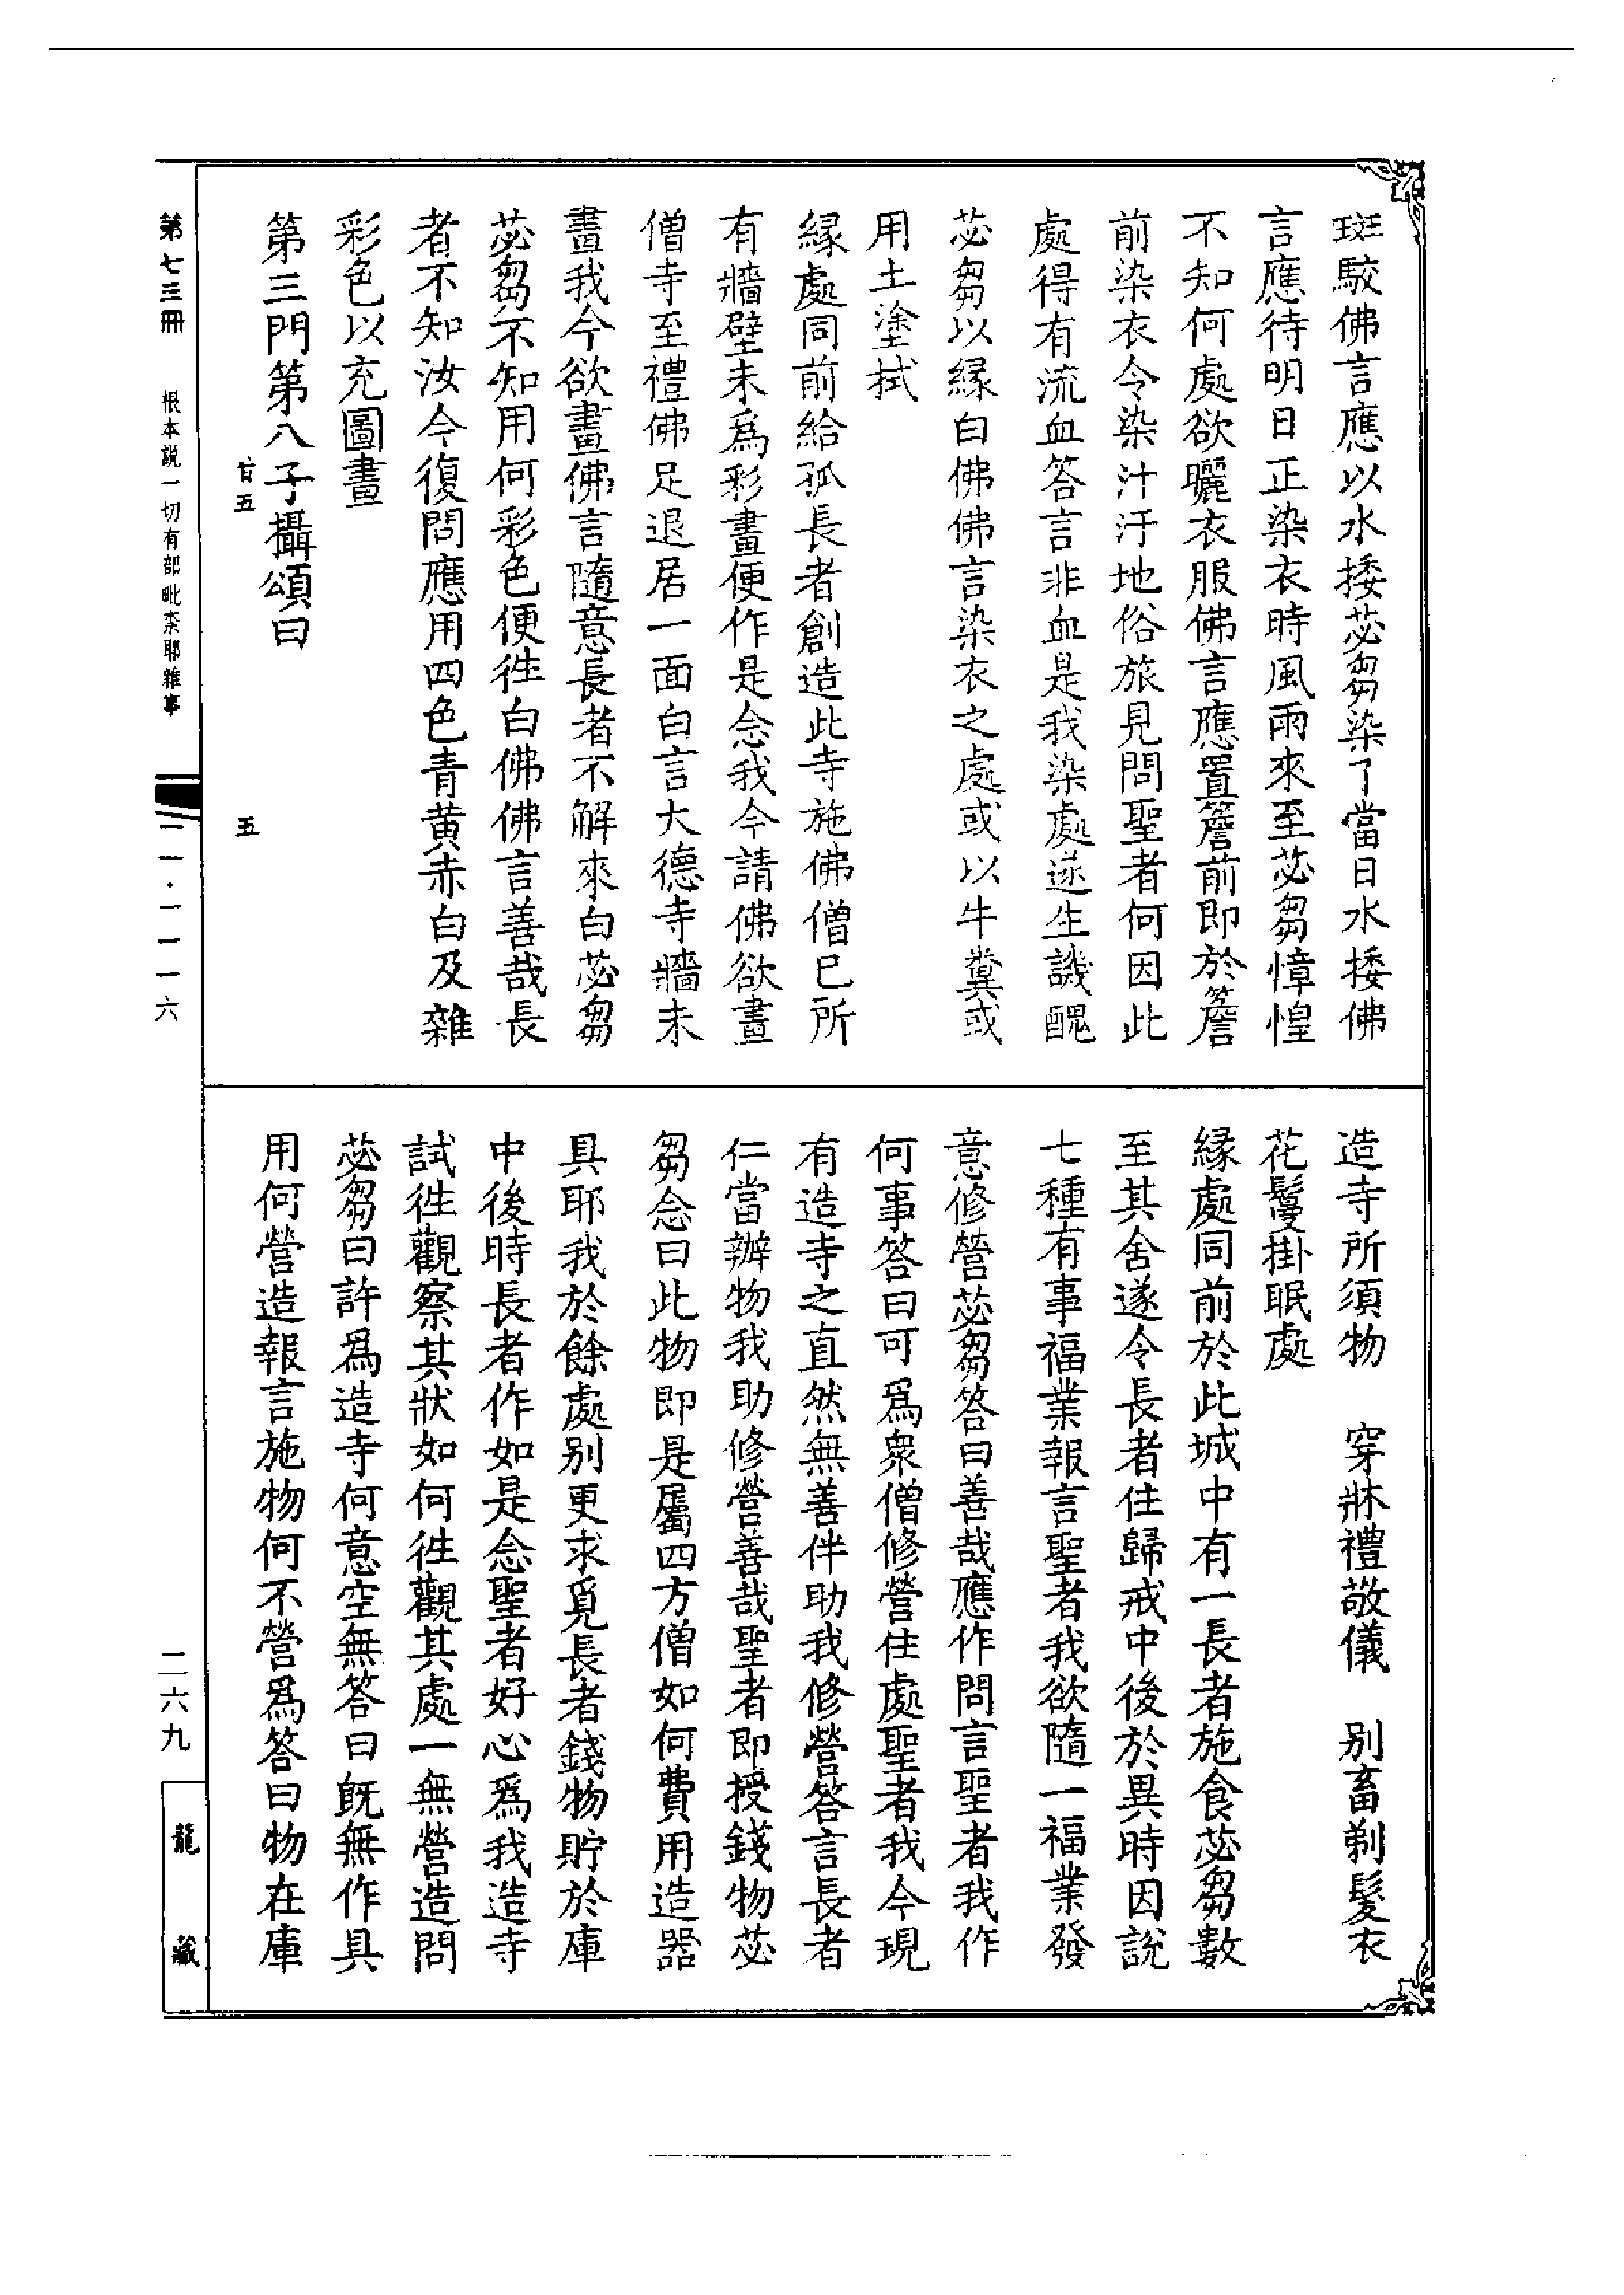 斑駮佛言應以水捼苾芻染了當日水捼佛
言應待明日正染衣時風雨來至苾芻慞惶
不知何處欲曬衣服佛言應置簷前即於簷
前染衣令染汁汙地俗旅見問聖者何因此
處得有流血答言非血是我染處遂生譏醜
苾芻以緣白佛佛言染衣之處或以牛糞或
用土塗拭
緣處同前給孤長者創造此寺施佛僧已所
有牆壁未爲彩畫便作是念我今請佛欲畫
僧寺至禮佛足退居一面白言大德寺牆未
畫我今欲畫佛言隨意長者不解來白苾芻
苾芻不知用何彩色便徃白佛佛言善哉長
者不知汝今復問應用四色青黄赤白及雜
彩色以充圖畫
第三門第八子攝頌曰
甘五
五
造寺所須物　穿牀禮敬儀　別畜剃髮衣
花鬘掛眠處
緣處同前於此城中有一長者施食苾芻數
至其舍遂令長者住歸戒中後於異時因說
七種有事福業報言聖者我欲隨一福業發
意修營苾芻答曰善哉應作問言聖者我作
何事答曰可爲衆僧修營住處聖者我今現
有造寺之直然無善伴助我修營答言長者
仁當辦物我助修營善哉聖者即授錢物苾
芻念曰此物即是屬四方僧如何費用造器
具耶我於餘處別更求覓長者錢物貯於庫
中後時長者作如是念聖者好心爲我造寺
試徃觀察其狀如何徃觀其處一無營造問
苾芻曰許爲造寺何意空無答曰旣無作具
用何營造報言施物何不營爲答曰物在庫
第七三冊
根本説一切有部毗柰耶雜事
二六九
龍藏